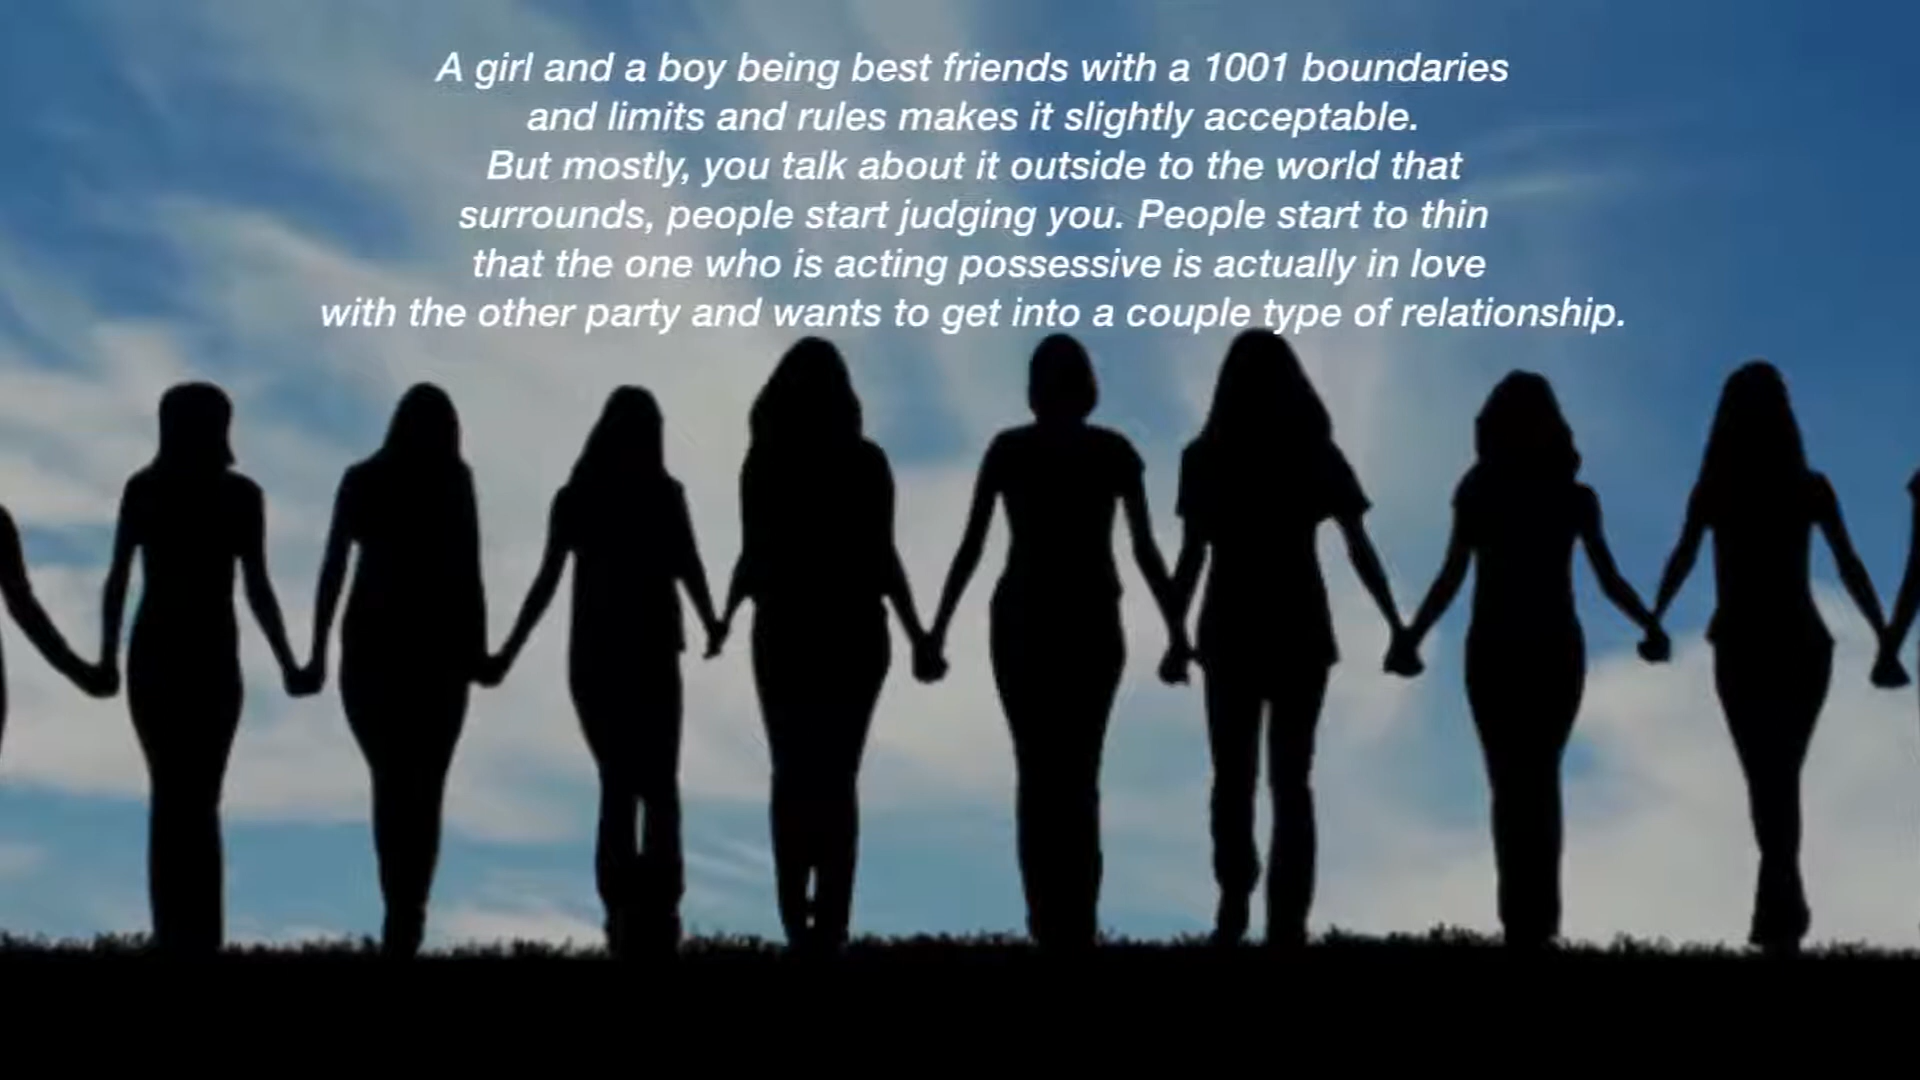 A girl and a boy being best friends with a 1001 boundaries
and limits and rules makes it slightly acceptable.
But mostly, you talk about it outside to the world that
surrounds, people start judging you. People start to thin
that the one who is acting possessive is actually in love
with the other party and wants to get into a couple type of relationship.